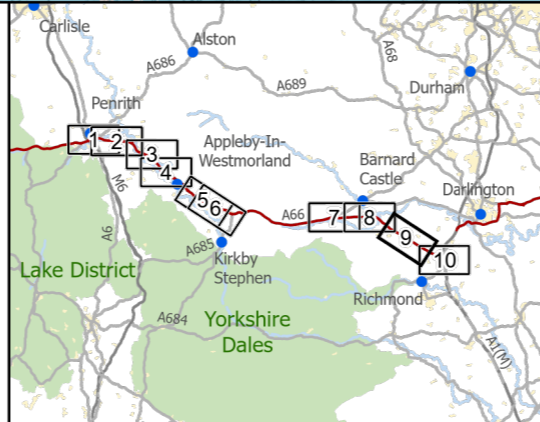 Carlisle
Alston
A686
A68
A689
Durham
Penrith
1
2
3
4
5
6
Appleby-In-
Westmorland
Barnard
Castle
Darlington
M6
A6
A66
7
8
9
10
A685
Kirkby
Stephen
Lake District
Richmond
A684
Yorkshire
Dales
A1(M)